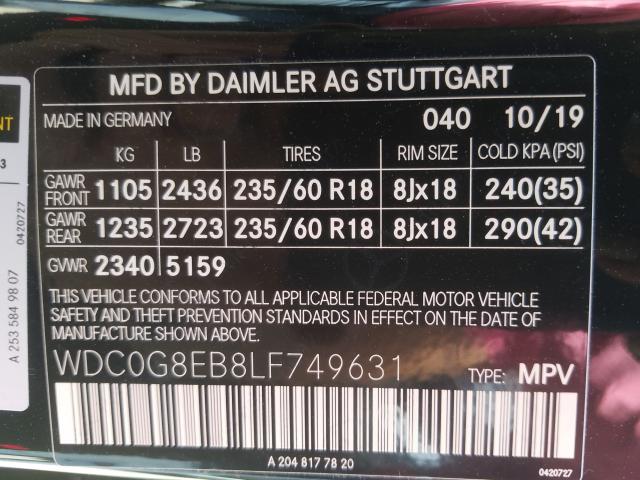 MFD BY DAIMLER AG STUTTGART
MADE IN GERMANY 040 10/19
KG LB TIRES RIM SIZE COLD KPA (PSI)
GAWR FRONT 1105 2436 235/60 R18 8Jx18 240(35)
GAWR REAR 1235 2723 235/60 R18 8Jx18 290(42)
GVWR 2340 5159
THIS VEHICLE CONFORMS TO ALL APPLICABLE FEDERAL MOTOR VEHICLE
SAFETY AND THEFT PREVENTION STANDARDS IN EFFECT ON THE DATE OF
MANUFACTURE SHOWN ABOVE.
WDC0G8EB8LF749631 TYPE: MPV
A 204 817 78 20 0420727
A 253 584 98 07 0420727